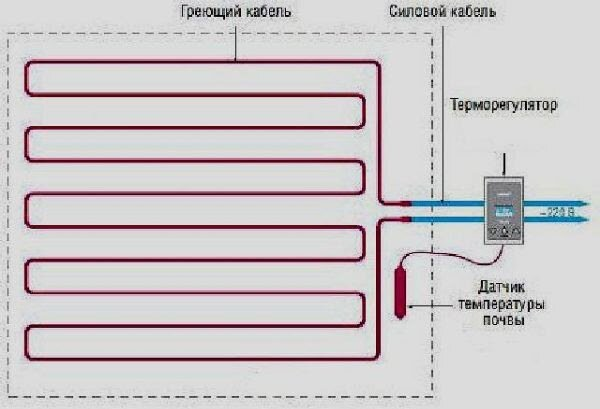 Греющий кабель
Силовой кабель
Терморегулятор
~220 В
Датчик
температуры
почвы